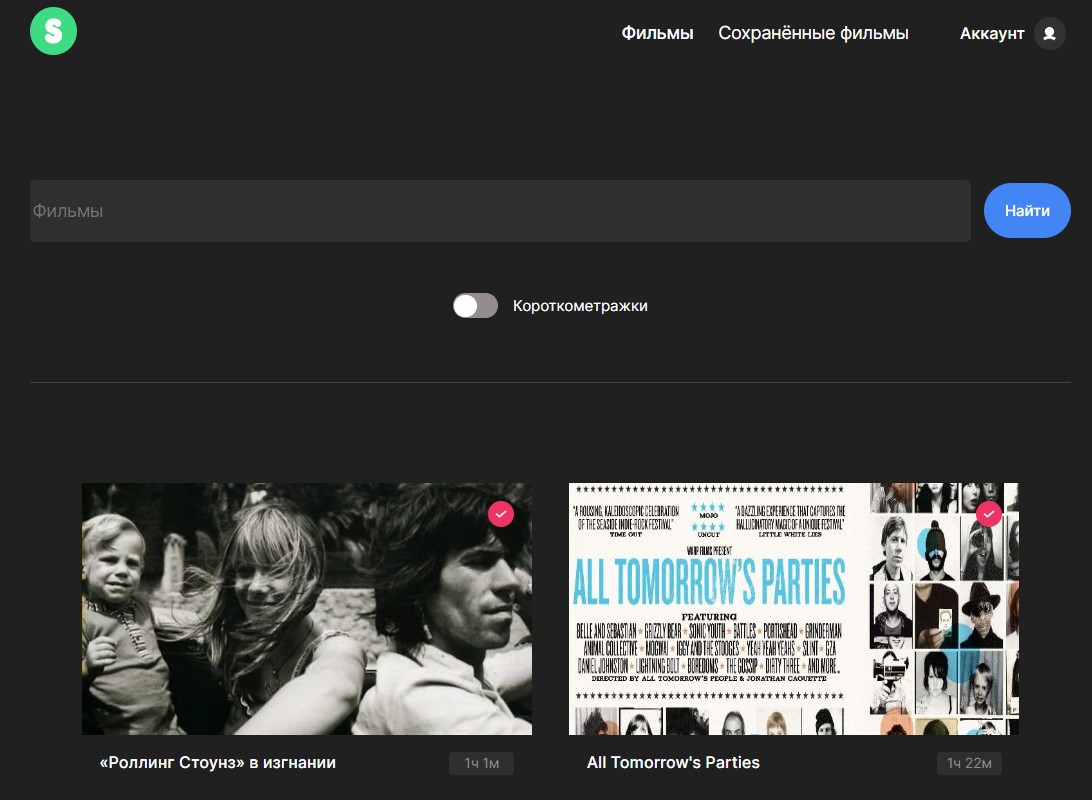 S
Фильмы Сохранённые фильмы Аккаунт
Фильмы
Найти
Короткометражки
"A ROUSING, KALEIDOSCOPIC CELEBRATION
OF THE SEASIDE INDIE-ROCK FESTIVAL"
TIME OUT
MOJO
UNCUT
"A DAZZLING EXPERIENCE THAT CAPTURES THE
HALLUCINATORY MAGIC OF A UNIQUE FESTIVAL"
LITTLE WHITE LIES
WARP FILMS PRESENT
ALL TOMORROW'S PARTIES
FEATURING
BELLE AND SEBASTIAN ★ GRIZZLY BEAR ★ SONIC YOUTH ★ BATTLES ★ PORTISHEAD ★ GRINDERMAN
ANIMAL COLLECTIVE ★ MOGWAI ★ IGGY AND THE STOOGES ★ YEAH YEAH YEAHS ★ SLINT ★ GZA
DANIEL JOHNSTON ★ LIGHTNING BOLT ★ BOREDOMS ★ THE GOSSIP ★ DIRTY THREE ★ AND MORE...
DIRECTED BY ALL TOMORROW'S PEOPLE & JONATHAN CAOUETTE
«Роллинг Стоунз» в изгнании 1ч 1м
All Tomorrow's Parties 1ч 22м